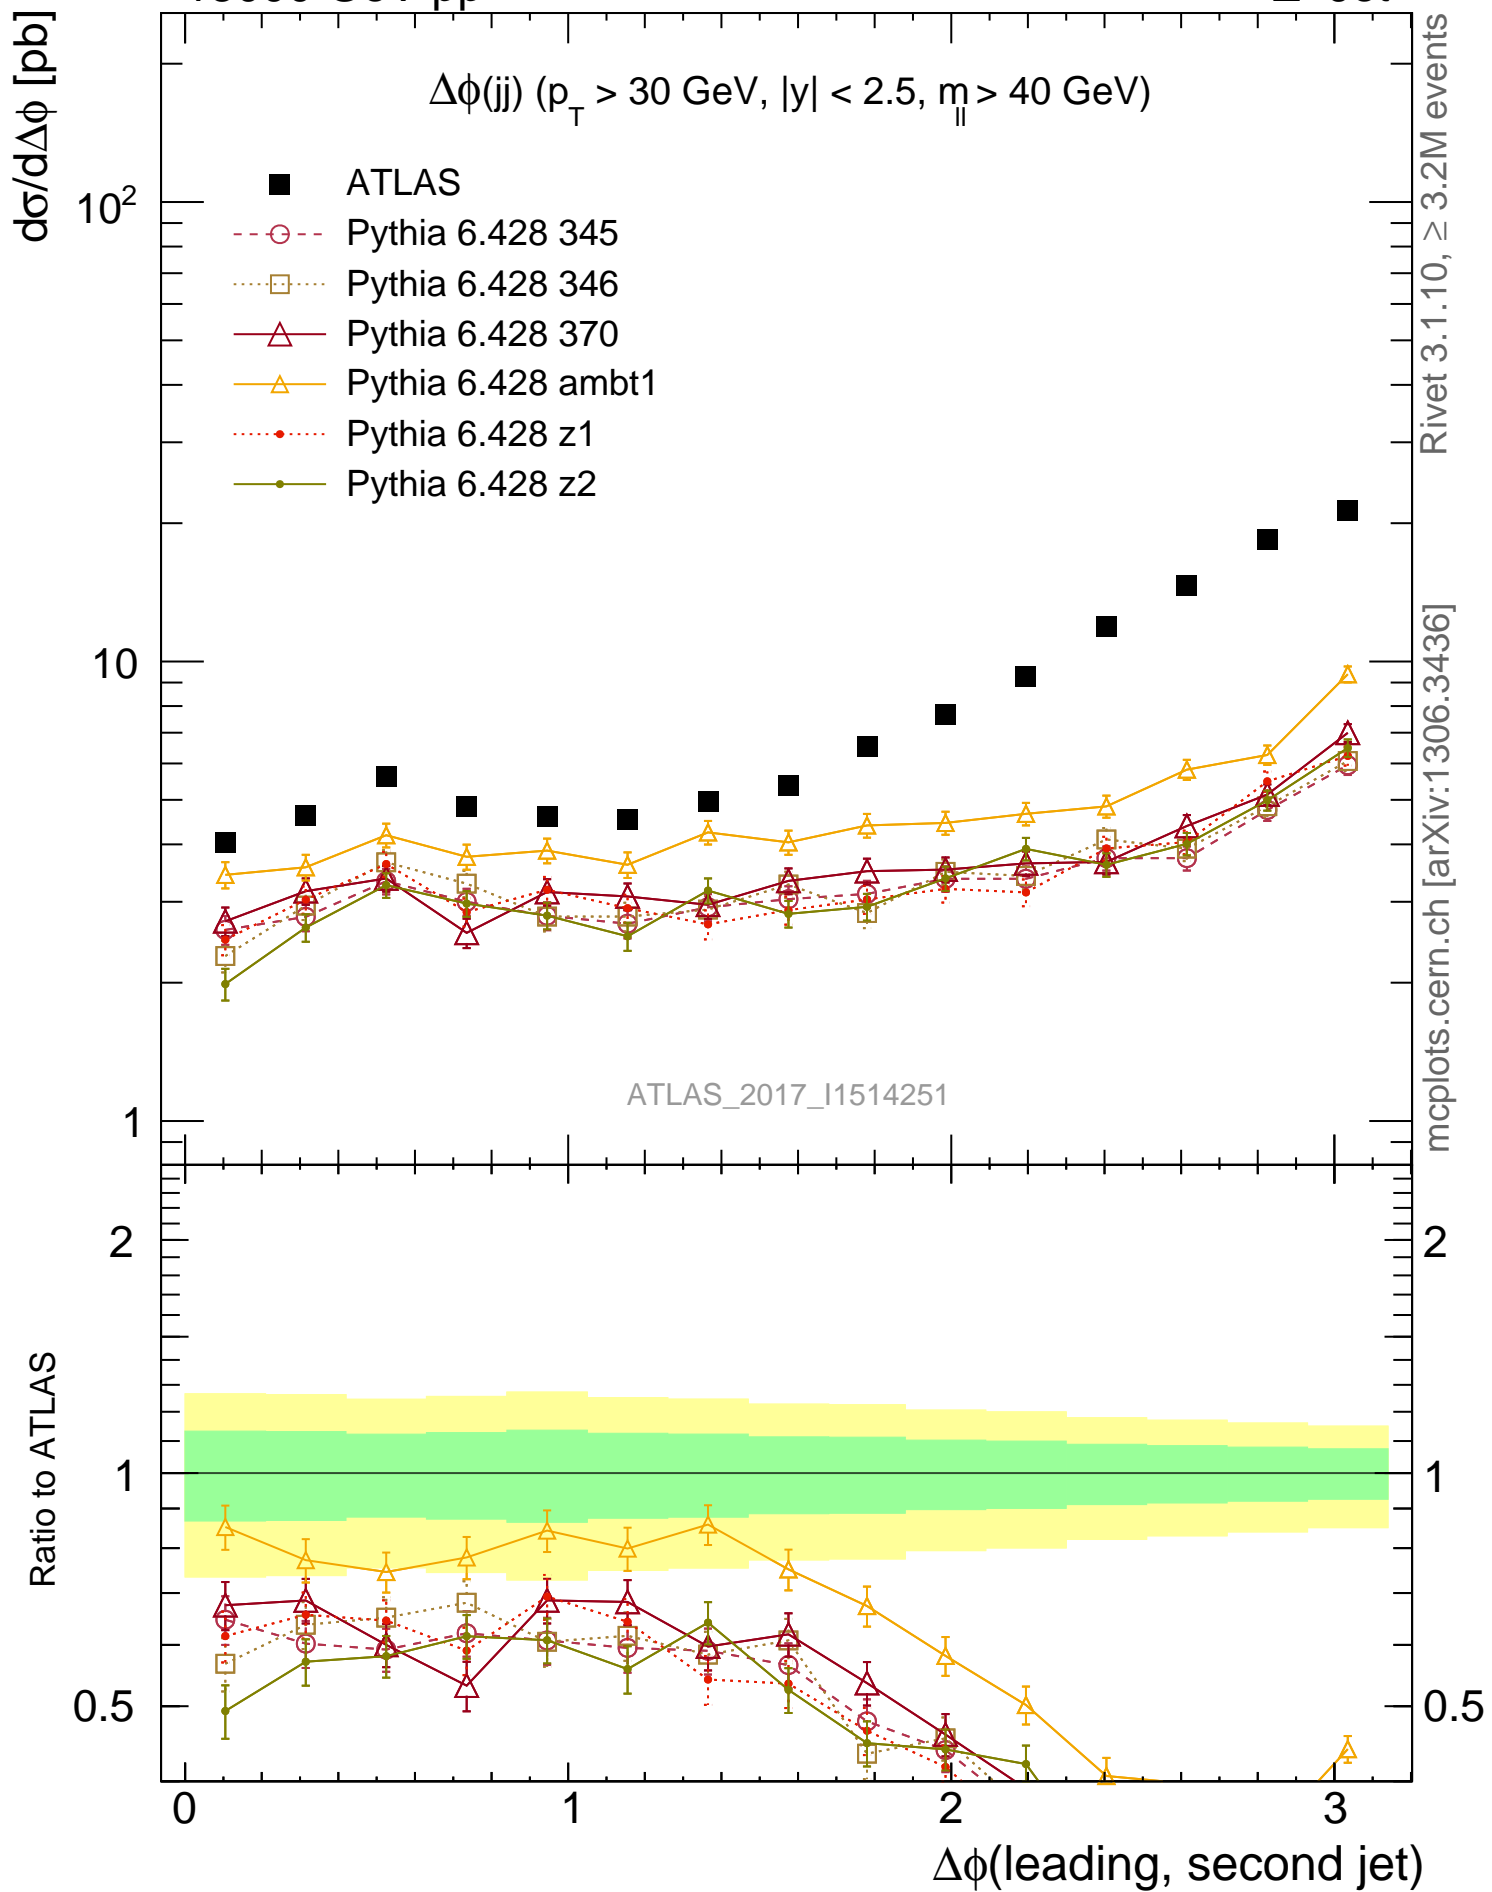 dσ/dΔϕ [pb]
Δϕ(jj) (p_T > 30 GeV, |y| < 2.5, m_ll > 40 GeV)
ATLAS
Pythia 6.428 345
Pythia 6.428 346
Pythia 6.428 370
Pythia 6.428 ambt1
Pythia 6.428 z1
Pythia 6.428 z2
10²
10
1
ATLAS_2017_I1514251
Rivet 3.1.10, ≥ 3.2M events
mcplots.cern.ch [arXiv:1306.3436]
Ratio to ATLAS
2
1
0.5
2
1
0.5
0
1
2
3
Δϕ(leading, second jet)